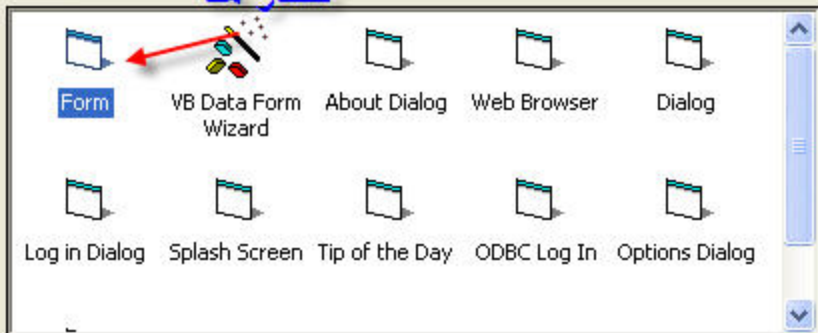 Form
VB Data Form
Wizard
About Dialog
Web Browser
Dialog
Log in Dialog
Splash Screen
Tip of the Day
ODBC Log In
Options Dialog